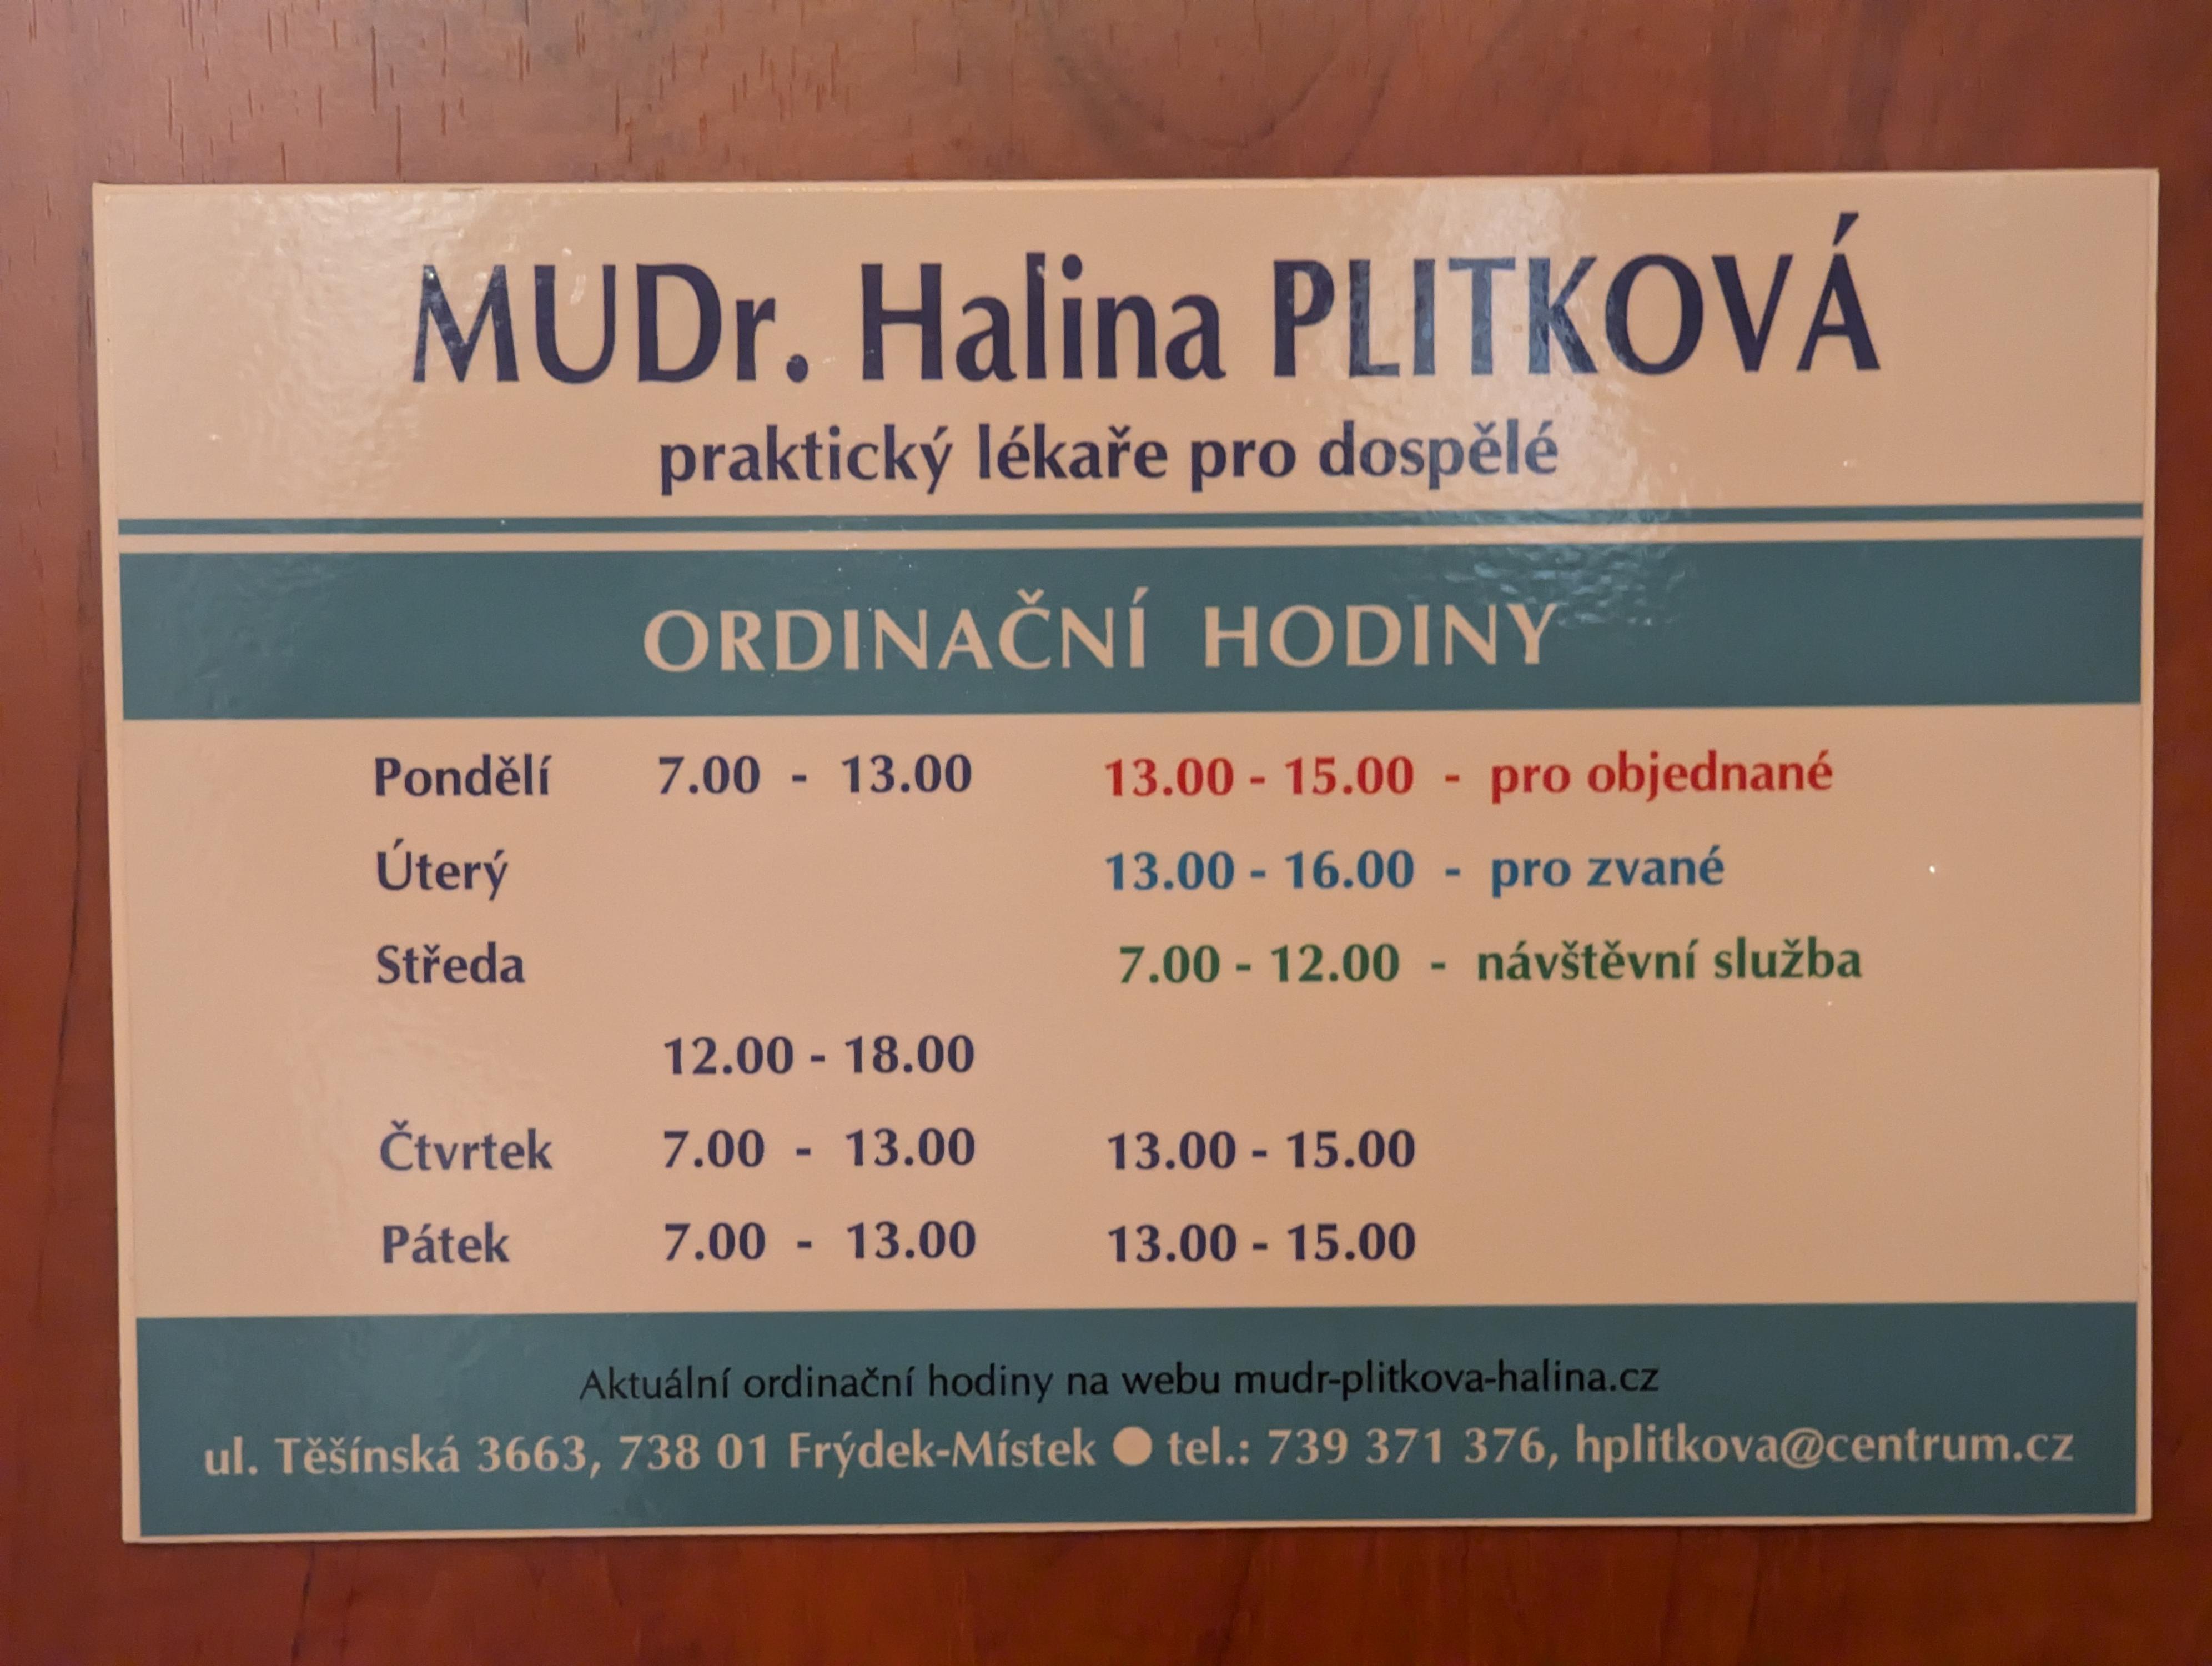 MUDr. Halina PLITKOVÁ
praktický lékaře pro dospělé
ORDINAČNÍ HODINY
Pondělí 7.00 - 13.00 13.00 - 15.00 - pro objednané
Úterý 13.00 - 16.00 - pro zvané
Středa 7.00 - 12.00 - návštěvní služba
12.00 - 18.00
Čtvrtek 7.00 - 13.00 13.00 - 15.00
Pátek 7.00 - 13.00 13.00 - 15.00
Aktuální ordinační hodiny na webu mudr-plitkova-halina.cz
ul. Těšínská 3663, 738 01 Frýdek-Místek ● tel.: 739 371 376, hplitkova@centrum.cz